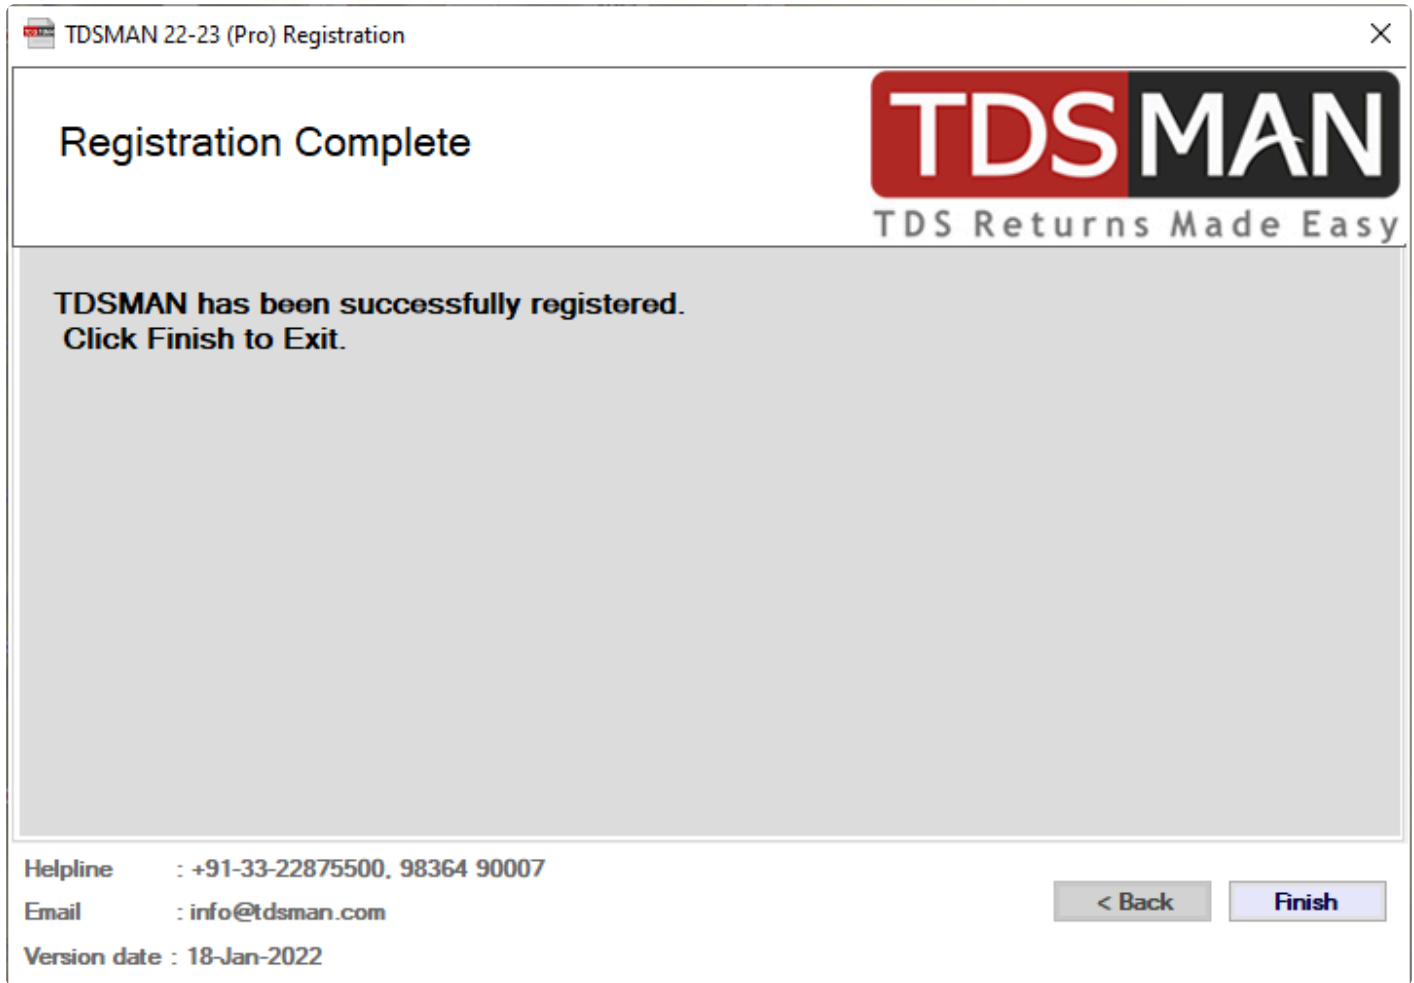 TDSMAN 22-23 (Pro) Registration
Registration Complete
TDSMAN
TDS Returns Made Easy
TDSMAN has been successfully registered.
Click Finish to Exit.
Helpline : +91-33-22875500, 98364 90007
Email : info@tdsman.com
Version date : 18-Jan-2022
< Back
Finish